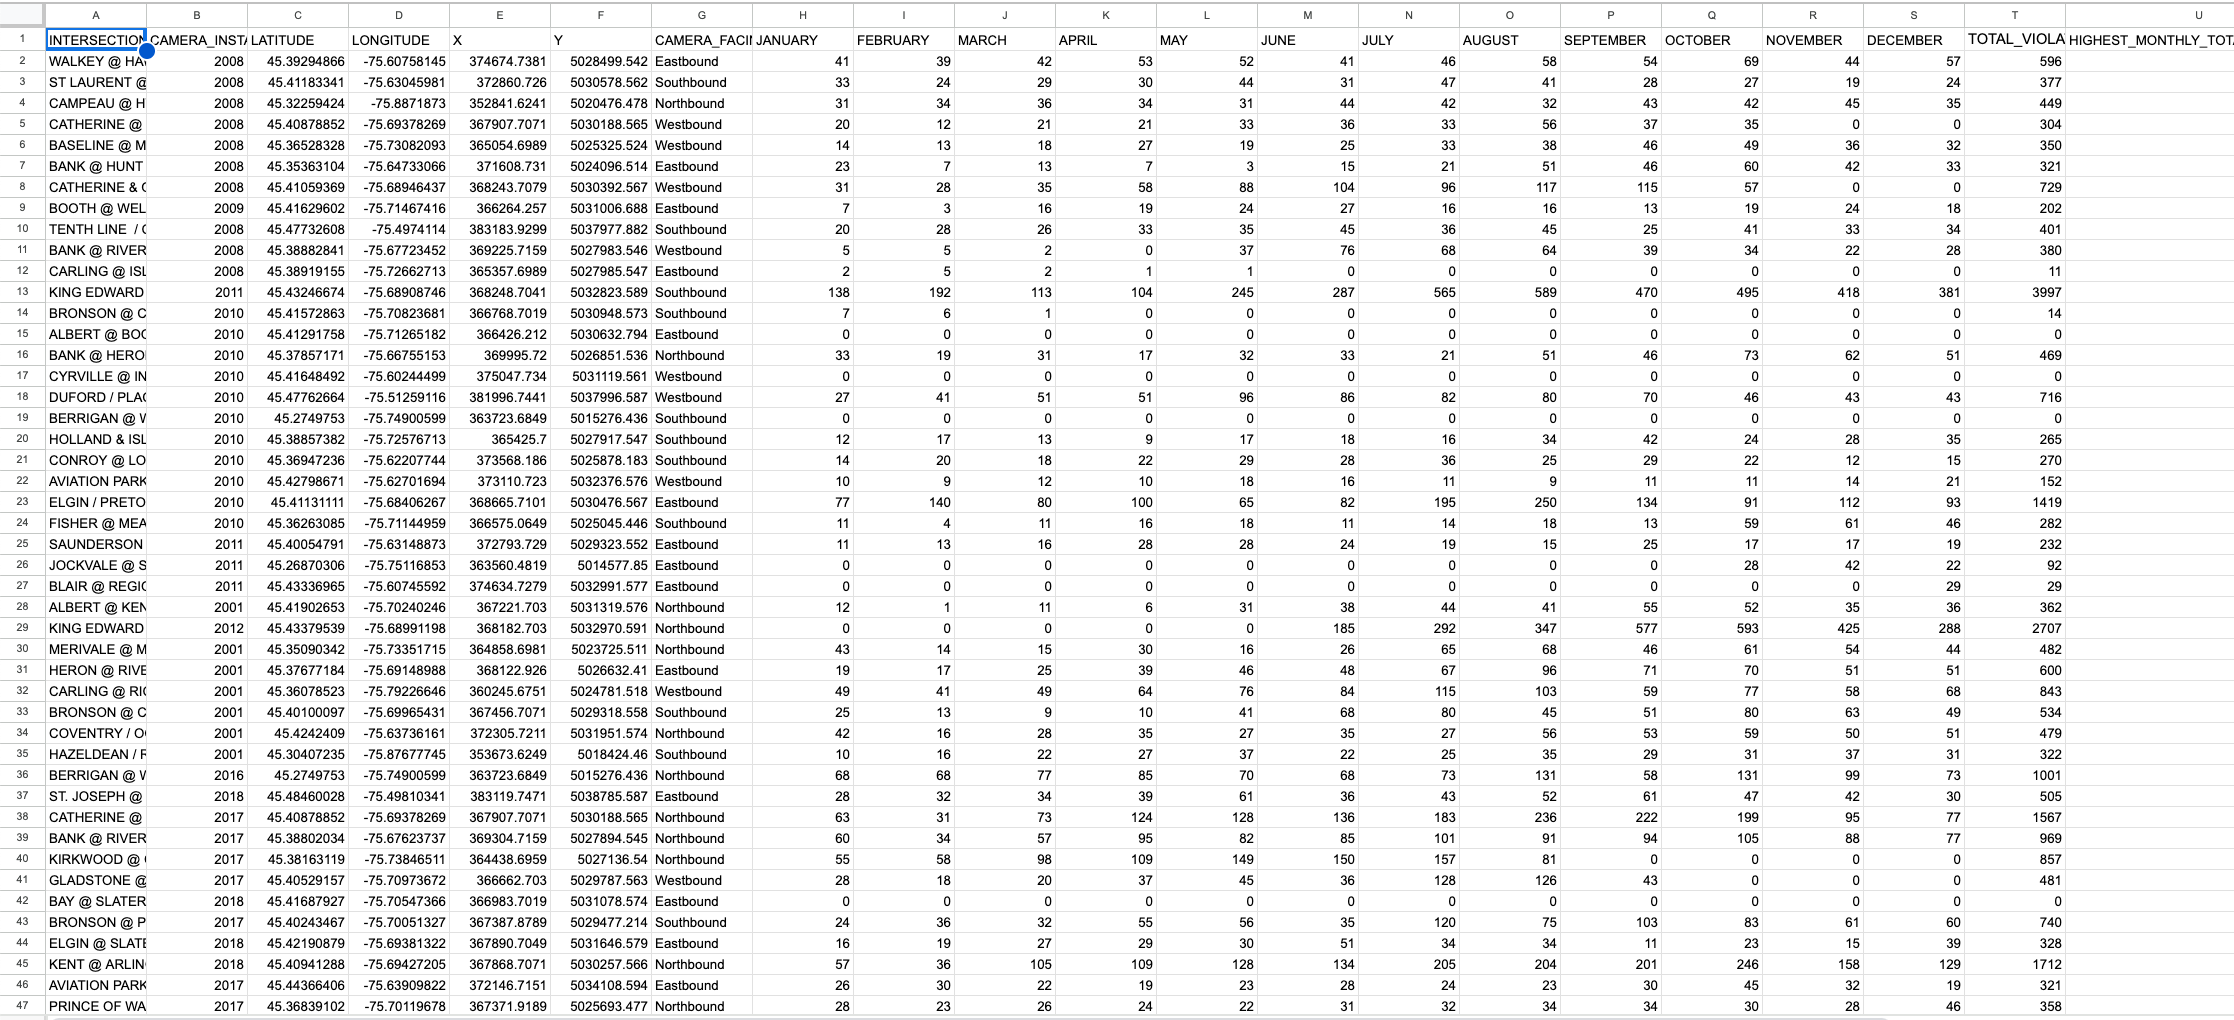 A B C D E F G H I J K L M N O P Q R S T U
1 INTERSECTION CAMERA_INSTA LATITUDE LONGITUDE X Y CAMERA_FACI JANUARY FEBRUARY MARCH APRIL MAY JUNE JULY AUGUST SEPTEMBER OCTOBER NOVEMBER DECEMBER TOTAL_VIOLA HIGHEST_MONTHLY_TOTA
2 WALKEY @ HA 2008 45.39294866 -75.60758145 374674.7381 5028499.542 Eastbound 41 39 42 53 52 41 46 58 54 69 44 57 596
3 ST LAURENT @ 2008 45.41183341 -75.63045981 372860.726 5030578.562 Southbound 33 24 29 30 44 31 47 41 28 27 19 24 377
4 CAMPEAU @ H 2008 45.32259424 -75.8871873 352841.6241 5020476.478 Northbound 31 34 36 34 31 44 42 32 43 42 45 35 449
5 CATHERINE @ 2008 45.40878852 -75.69378269 367907.7071 5030188.565 Westbound 20 12 21 21 33 36 33 56 37 35 0 0 304
6 BASELINE @ M 2008 45.36528328 -75.73082093 365054.6989 5025325.524 Westbound 14 13 18 27 19 25 33 38 46 49 36 32 350
7 BANK @ HUNT 2008 45.35363104 -75.64733066 371608.731 5024096.514 Eastbound 23 7 13 7 3 15 21 51 46 60 42 33 321
8 CATHERINE & 2008 45.41059369 -75.68946437 368243.7079 5030392.567 Westbound 31 28 35 58 88 104 96 117 115 57 0 0 729
9 BOOTH @ WEL 2009 45.41629602 -75.71467416 366264.257 5031006.688 Eastbound 7 3 16 19 24 27 16 16 13 19 24 18 202
10 TENTH LINE / 2008 45.47732608 -75.4974114 383183.9299 5037977.882 Southbound 20 28 26 33 35 45 36 45 25 41 33 34 401
11 BANK @ RIVER 2008 45.38882841 -75.67723452 369225.7159 5027983.546 Westbound 5 5 2 0 37 76 68 64 39 34 22 28 380
12 CARLING @ ISL 2008 45.38919155 -75.72662713 365357.6989 5027985.547 Eastbound 2 5 2 1 1 0 0 0 0 0 0 0 11
13 KING EDWARD 2011 45.43246674 -75.68908746 368248.7041 5032823.589 Southbound 138 192 113 104 245 287 565 589 470 495 418 381 3997
14 BRONSON @ C 2010 45.41572863 -75.70823681 366768.7019 5030948.573 Southbound 7 6 1 0 0 0 0 0 0 0 0 0 14
15 ALBERT @ BOO 2010 45.41291758 -75.71265182 366426.212 5030632.794 Eastbound 0 0 0 0 0 0 0 0 0 0 0 0 0
16 BANK @ HERO 2010 45.37857171 -75.66755153 369995.72 5026851.536 Northbound 33 19 31 17 32 33 21 51 46 73 62 51 469
17 CYRVILLE @ IN 2010 45.41648492 -75.60244499 375047.734 5031119.561 Westbound 0 0 0 0 0 0 0 0 0 0 0 0 0
18 DUFORD / PLA 2010 45.47762664 -75.51259116 381996.7441 5037996.587 Westbound 27 41 51 51 96 86 82 80 70 46 43 43 716
19 BERRIGAN @ W 2010 45.2749753 -75.74900599 363723.6849 5015276.436 Southbound 0 0 0 0 0 0 0 0 0 0 0 0 0
20 HOLLAND & ISL 2010 45.38857382 -75.72576713 365425.7 5027917.547 Southbound 12 17 13 9 17 18 16 34 42 24 28 35 265
21 CONROY @ LO 2010 45.36947236 -75.62207744 373568.186 5025878.183 Southbound 14 20 18 22 29 28 36 25 29 22 12 15 270
22 AVIATION PARK 2010 45.42798671 -75.62701694 373110.723 5032376.576 Westbound 10 9 12 10 18 16 11 9 11 11 14 21 152
23 ELGIN / PRETO 2010 45.41131111 -75.68406267 368665.7101 5030476.567 Eastbound 77 140 80 100 65 82 195 250 134 91 112 93 1419
24 FISHER @ MEA 2010 45.36263085 -75.71144959 366575.0649 5025045.446 Southbound 11 4 11 16 18 11 14 18 13 59 61 46 282
25 SAUNDERSON 2011 45.40054791 -75.63148873 372793.729 5029323.552 Eastbound 11 13 16 28 28 24 19 15 25 17 17 19 232
26 JOCKVALE @ S 2011 45.26870306 -75.75116853 363560.4819 5014577.85 Eastbound 0 0 0 0 0 0 0 0 0 28 42 22 92
27 BLAIR @ REGIO 2011 45.43336965 -75.60745592 374634.7279 5032991.577 Eastbound 0 0 0 0 0 0 0 0 0 0 0 29 29
28 ALBERT @ KEN 2001 45.41902653 -75.70240246 367221.703 5031319.576 Northbound 12 1 11 6 31 38 44 41 55 52 35 36 362
29 KING EDWARD 2012 45.43379539 -75.68991198 368182.703 5032970.591 Northbound 0 0 0 0 0 185 292 347 577 593 425 288 2707
30 MERIVALE @ M 2001 45.35090342 -75.73351715 364858.6981 5023725.511 Northbound 43 14 15 30 16 26 65 68 46 61 54 44 482
31 HERON @ RIVE 2001 45.37677184 -75.69148988 368122.926 5026632.41 Eastbound 19 17 25 39 46 48 67 96 71 70 51 51 600
32 CARLING @ RIC 2001 45.36078523 -75.79226646 360245.6751 5024781.518 Westbound 49 41 49 64 76 84 115 103 59 77 58 68 843
33 BRONSON @ C 2001 45.40100097 -75.69965431 367456.7071 5029318.558 Southbound 25 13 9 10 41 68 80 45 51 80 63 49 534
34 COVENTRY / O 2001 45.4242409 -75.63736161 372305.7211 5031951.574 Northbound 42 16 28 35 27 35 27 56 53 59 50 51 479
35 HAZELDEAN / 2001 45.30407235 -75.87677745 353673.6249 5018424.46 Southbound 10 16 22 27 37 22 25 35 29 31 37 31 322
36 BERRIGAN @ W 2016 45.2749753 -75.74900599 363723.6849 5015276.436 Northbound 68 68 77 85 70 68 73 131 58 131 99 73 1001
37 ST. JOSEPH @ 2018 45.48460028 -75.49810341 383119.7471 5038785.587 Eastbound 28 32 34 39 61 36 43 52 61 47 42 30 505
38 CATHERINE @ 2017 45.40878852 -75.69378269 367907.7071 5030188.565 Northbound 63 31 73 124 128 136 183 236 222 199 95 77 1567
39 BANK @ RIVER 2017 45.38802034 -75.67623737 369304.7159 5027894.545 Northbound 60 34 57 95 82 85 101 91 94 105 88 77 969
40 KIRKWOOD @ 2017 45.38163119 -75.73846511 364438.6959 5027136.54 Northbound 55 58 98 109 149 150 157 81 0 0 0 0 857
41 GLADSTONE @ 2017 45.40529157 -75.70973672 366662.703 5029787.563 Westbound 28 18 20 37 45 36 128 126 43 0 0 0 481
42 BAY @ SLATER 2018 45.41687927 -75.70547366 366983.7019 5031078.574 Eastbound 0 0 0 0 0 0 0 0 0 0 0 0 0
43 BRONSON @ P 2017 45.40243467 -75.70051327 367387.8789 5029477.214 Southbound 24 36 32 55 56 35 120 75 103 83 61 60 740
44 ELGIN @ SLATE 2018 45.42190879 -75.69381322 367890.7049 5031646.579 Eastbound 16 19 27 29 30 51 34 34 11 23 15 39 328
45 KENT @ ARLIN 2018 45.40941288 -75.69427205 367868.7071 5030257.566 Northbound 57 36 105 109 128 134 205 204 201 246 158 129 1712
46 AVIATION PARK 2017 45.44366406 -75.63909822 372146.7151 5034108.594 Eastbound 26 30 22 19 23 28 24 23 30 45 32 19 321
47 PRINCE OF WA 2017 45.36839102 -75.70119678 367371.9189 5025693.477 Northbound 28 23 26 24 22 31 32 34 34 30 28 46 358